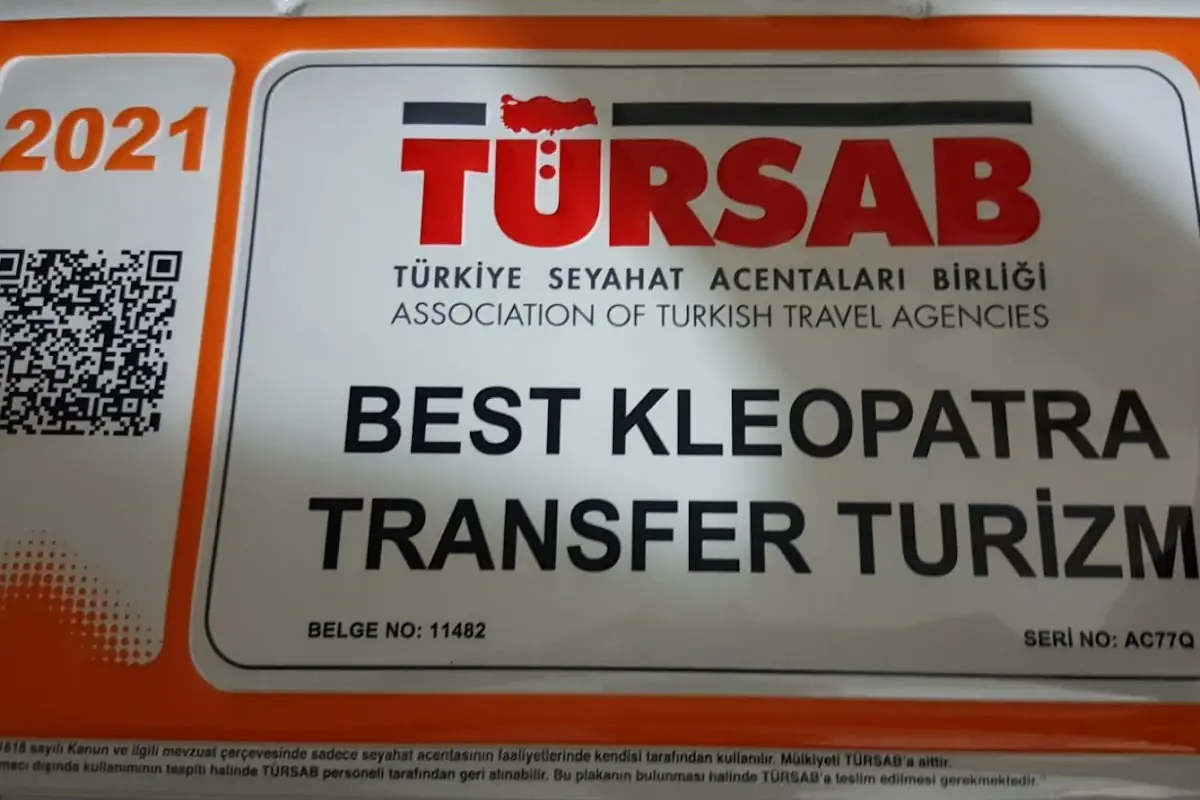 2021
TÜRSAB
TÜRKİYE SEYAHAT ACENTALARI BİRLİĞİ
ASSOCIATION OF TURKISH TRAVEL AGENCIES
BEST KLEOPATRA
TRANSFER TURİZM
BELGE NO: 11482
SERİ NO: AC77Q
1618 sayılı Kanun ve ilgili mevzuat çerçevesinde sadece seyahat acentasının faaliyetlerinde kendisi tarafından kullanılır. Mülkiyeti TÜRSAB'a aittir.
dışında kullanımının tespiti halinde TÜRSAB personeli tarafından geri alınabilir. Bu plakanın bulunması halinde TÜRSAB'a teslim edilmesi gerekmektedir.